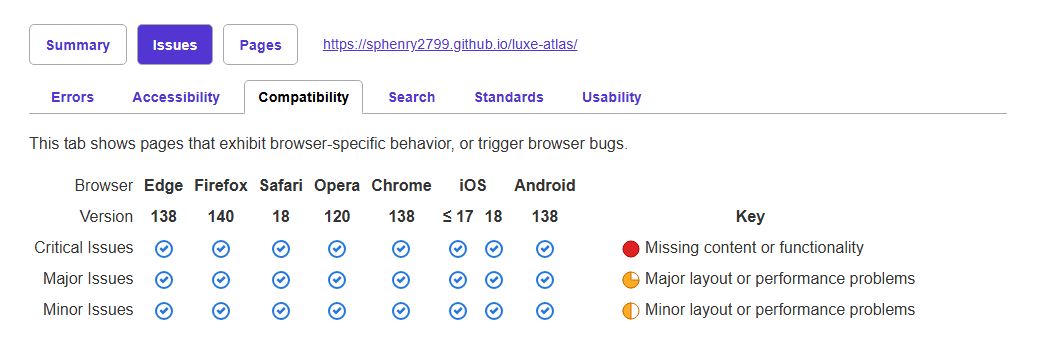 Summary Issues Pages https://sphenry2799.github.io/luxe-atlas/
Errors Accessibility Compatibility Search Standards Usability
This tab shows pages that exhibit browser-specific behavior, or trigger browser bugs.
Browser Edge Firefox Safari Opera Chrome iOS Android
Version 138 140 18 120 138 ≤ 17 18 138 Key
Critical Issues Missing content or functionality
Major Issues Major layout or performance problems
Minor Issues Minor layout or performance problems